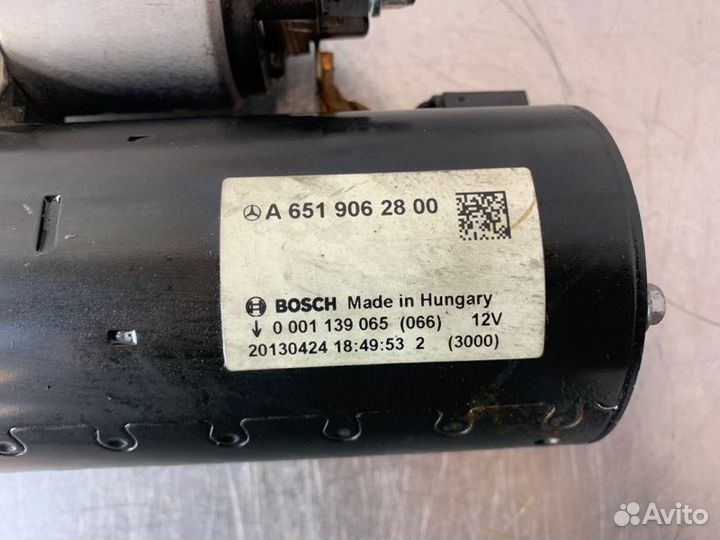 A 651 906 28 00
BOSCH Made in Hungary
0 001 139 065 (066) 12V
20130424 18:49:53 2 (3000)
Avito